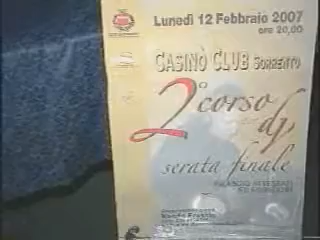 Lunedì 12 Febbraio 2007
ore 20,00
CASINÒ CLUB SORRENTO
2° corso
dj
serata finale